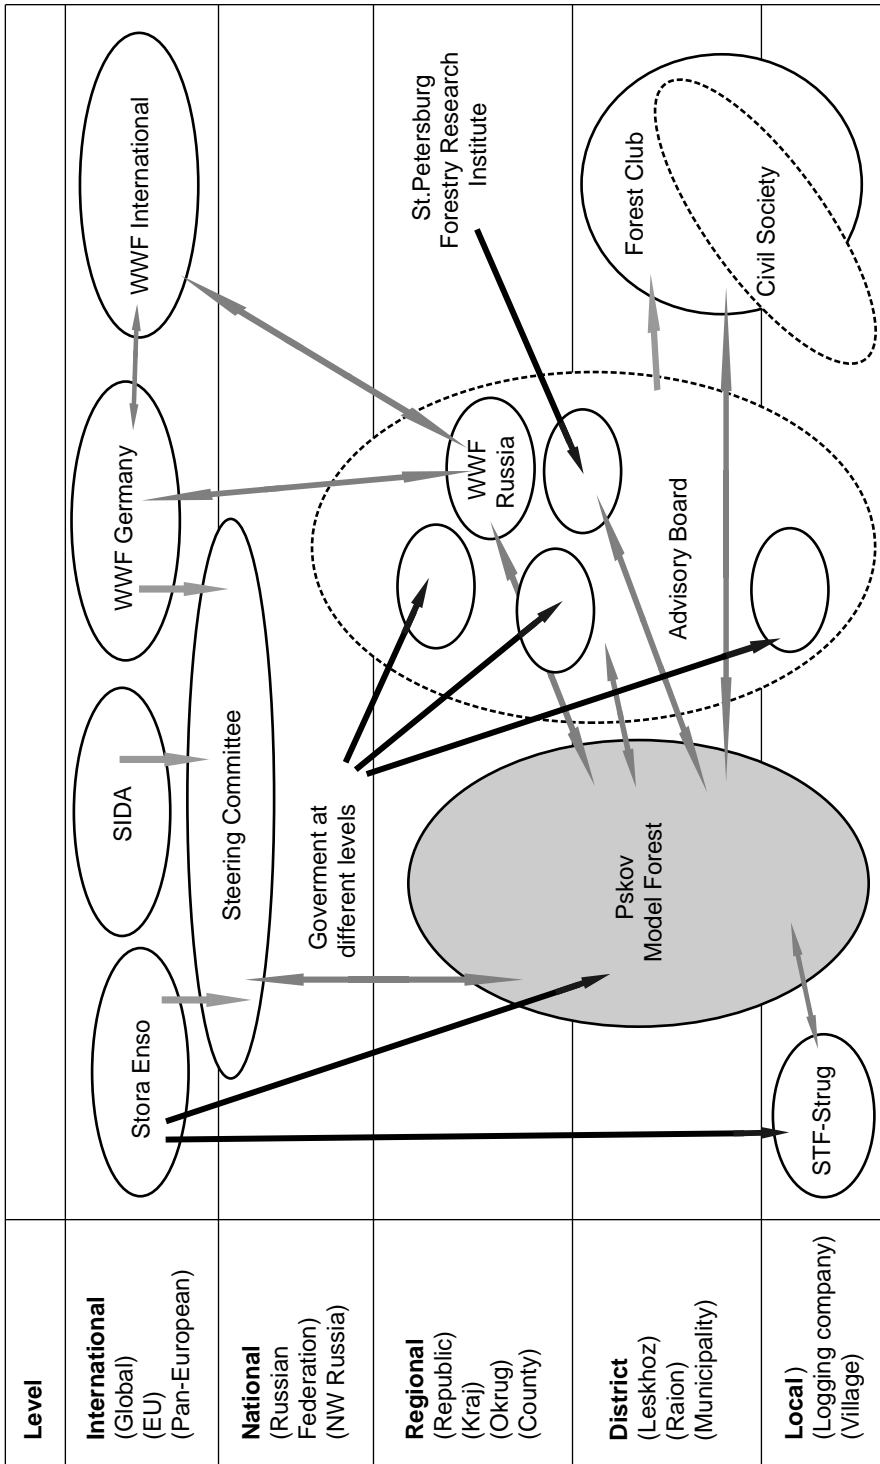 Level
International
(Global)
(EU)
(Pan-European)
National
(Russian
Federation)
(NW Russia)
Regional
(Republic)
(Kraj)
(Okrug)
(County)
District
(Leskhoz)
(Raion)
(Municipality)
Local)
(Logging company)
(Village)
Stora Enso
SIDA
WWF Germany
WWF International
Steering Committee
Goverment at
different levels
WWF
Russia
St.Petersburg
Forestry Research
Institute
Pskov
Model Forest
Advisory Board
Forest Club
Civil Society
STF-Strug